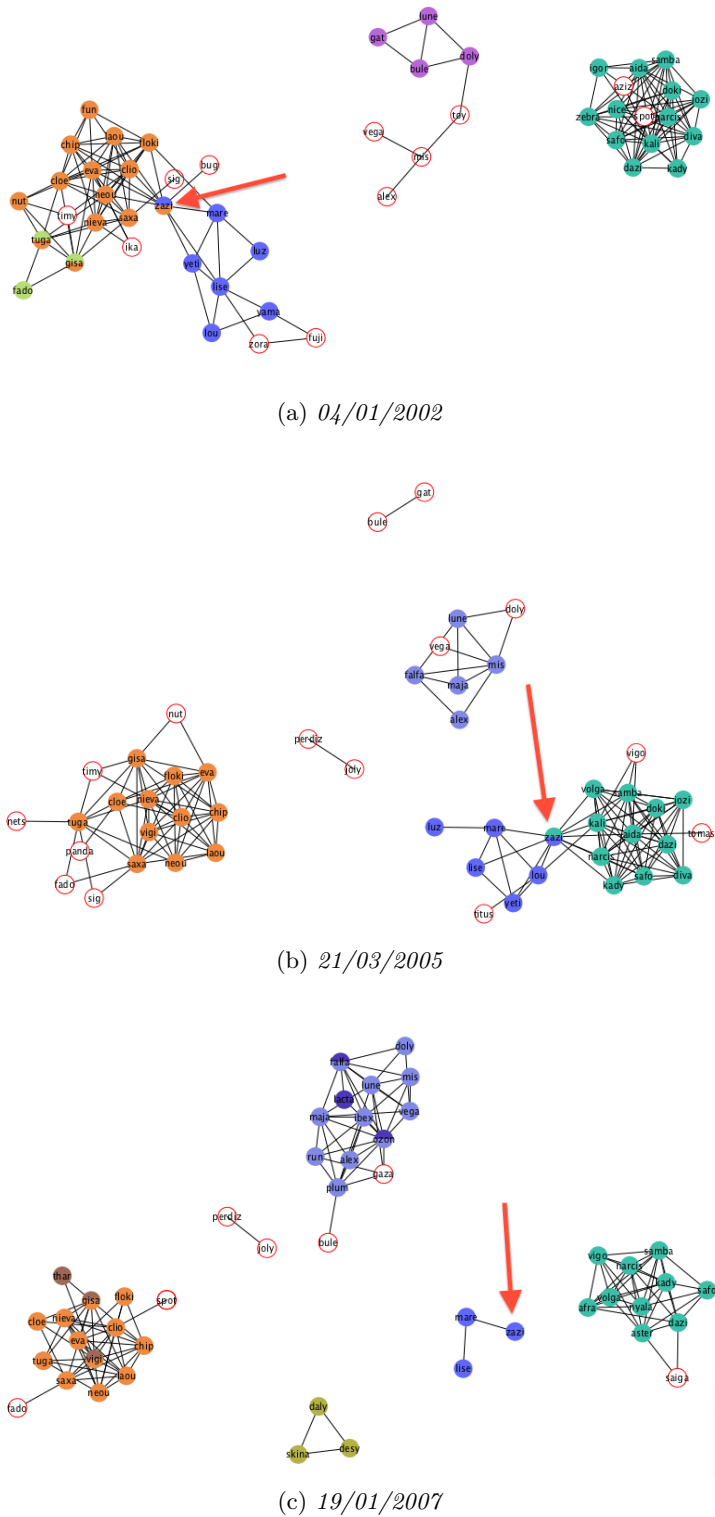 lune
gat
doly
bule
toy
vega
mis
alex
igor
aida
samba
aziz
doki
jozi
nice
spot
narcis
zebra
safo
kali
diva
dazi
kady
fun
chip
laou
floki
eva
clio
cloe
neou
sig
bug
nut
timy
nieva
saxa
zazi
mare
tuga
ika
gisa
yeti
luz
fado
lise
yama
lou
zora
fuji
(a) 04/01/2002
gat
bule
lune
doly
vega
mis
falfa
maja
alex
nut
perdiz
joly
gisa
timy
floki
eva
cloe
nieva
chip
nets
tuga
vigi
clio
panda
saxa
neou
laou
fado
sig
vigo
volga
samba
jozi
doki
luz
mare
kali
zazi
aida
tomas
dazi
lise
narcis
lou
kady
safo
diva
yeti
titus
(b) 21/03/2005
doly
falfa
mis
lune
lacta
maja
ibex
vega
ozon
run
alex
gaza
plum
bule
perdiz
joly
thar
gisa
floki
spot
cloe
nieva
clio
eva
chip
tuga
vigi
saxa
laou
neou
fado
mare
zazi
lise
vigo
samba
narcis
kady
safo
volga
afra
nyala
dazi
aster
saiga
daly
skina
desy
(c) 19/01/2007